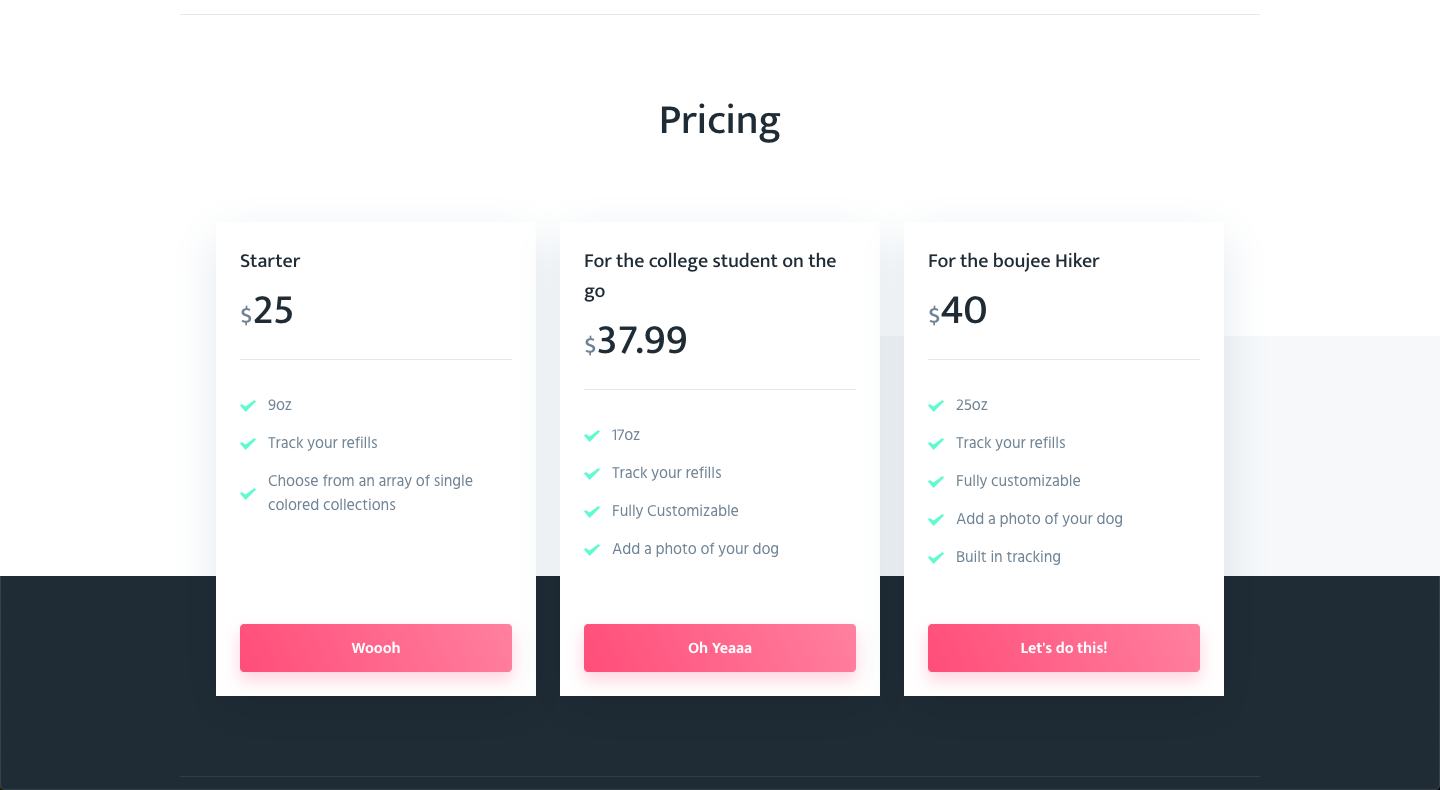 Pricing
Starter
$25
9oz
Track your refills
Choose from an array of single
colored collections
Woooh
For the college student on the
go
$37.99
17oz
Track your refills
Fully Customizable
Add a photo of your dog
Oh Yeaaa
For the boujee Hiker
$40
25oz
Track your refills
Fully customizable
Add a photo of your dog
Built in tracking
Let's do this!